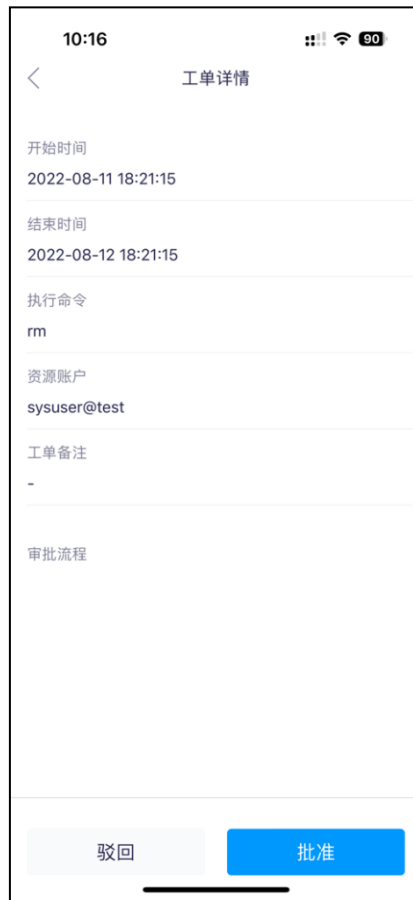 10:16
90
工单详情
开始时间
2022-08-11 18:21:15
结束时间
2022-08-12 18:21:15
执行命令
rm
资源账户
sysuser@test
工单备注
-
审批流程
驳回
批准